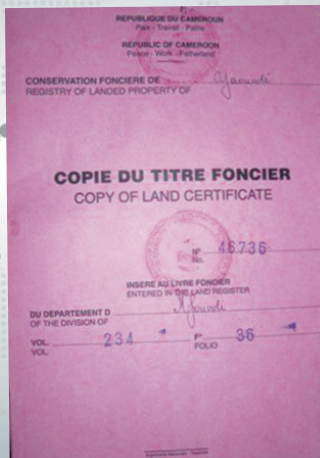 REPUBLIQUE DU CAMEROUN
Paix - Travail - Patrie
REPUBLIC OF CAMEROON
Peace - Work - Fatherland
CONSERVATION FONCIERE DE Yaoundé
REGISTRY OF LANDED PROPERTY OF
COPIE DU TITRE FONCIER
COPY OF LAND CERTIFICATE
N° 46736
No.
INSERE AU LIVRE FONCIER
ENTERED IN THE LAND REGISTER
DU DEPARTEMENT D
OF THE DIVISION OF
VOL. 234 F° 36
VOL. FOLIO